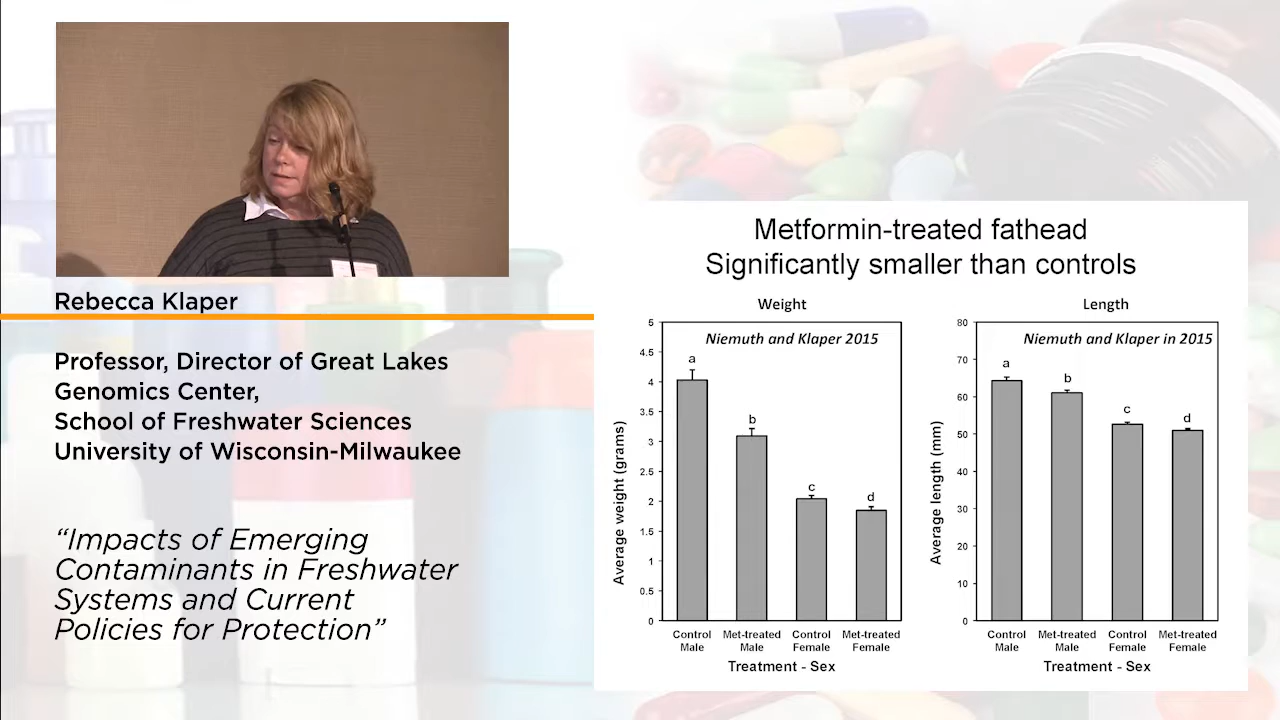 Rebecca Klaper
Professor, Director of Great Lakes
Genomics Center,
School of Freshwater Sciences
University of Wisconsin-Milwaukee
“Impacts of Emerging
Contaminants in Freshwater
Systems and Current
Policies for Protection”
Metformin-treated fathead
Significantly smaller than controls
Weight
Niemuth and Klaper 2015
Average weight (grams)
5
4.5
4
3.5
3
2.5
2
1.5
1
0.5
0
a
b
c
d
Control Male
Met-treated Male
Control Female
Met-treated Female
Treatment - Sex
Length
Niemuth and Klaper in 2015
Average length (mm)
80
70
60
50
40
30
20
10
0
a
b
c
d
Control Male
Met-treated Male
Control Female
Met-treated Female
Treatment - Sex